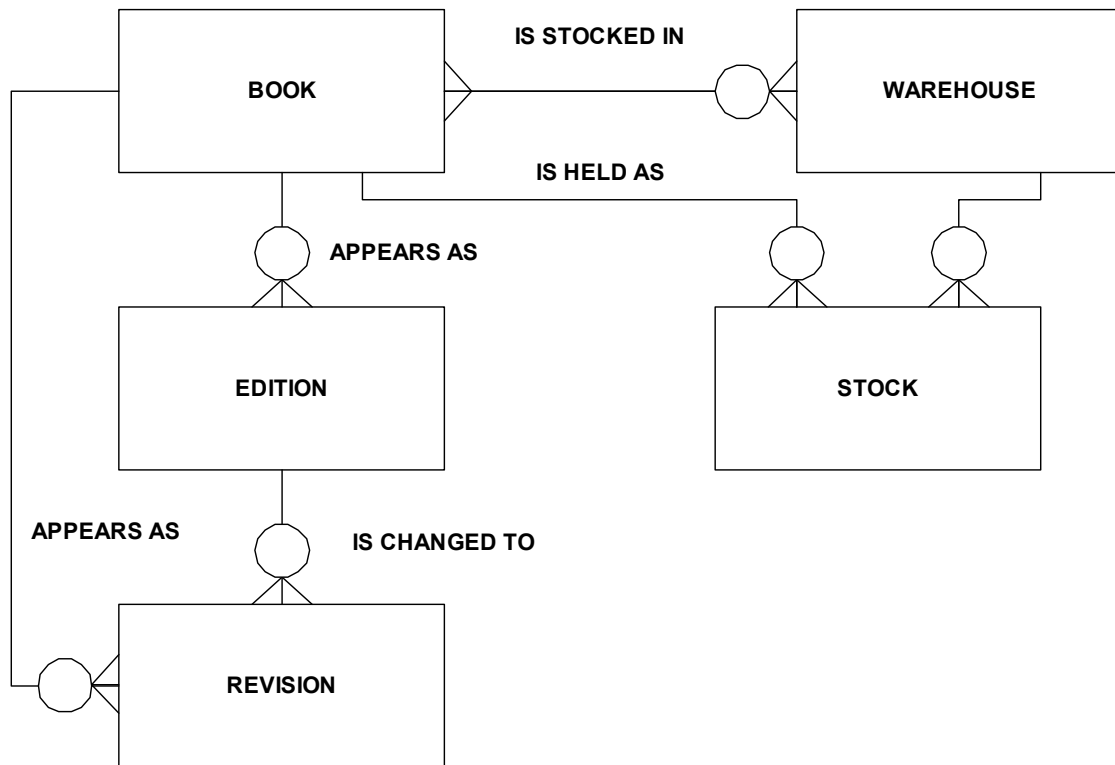 IS STOCKED IN
BOOK
WAREHOUSE
IS HELD AS
APPEARS AS
EDITION
STOCK
APPEARS AS
IS CHANGED TO
REVISION